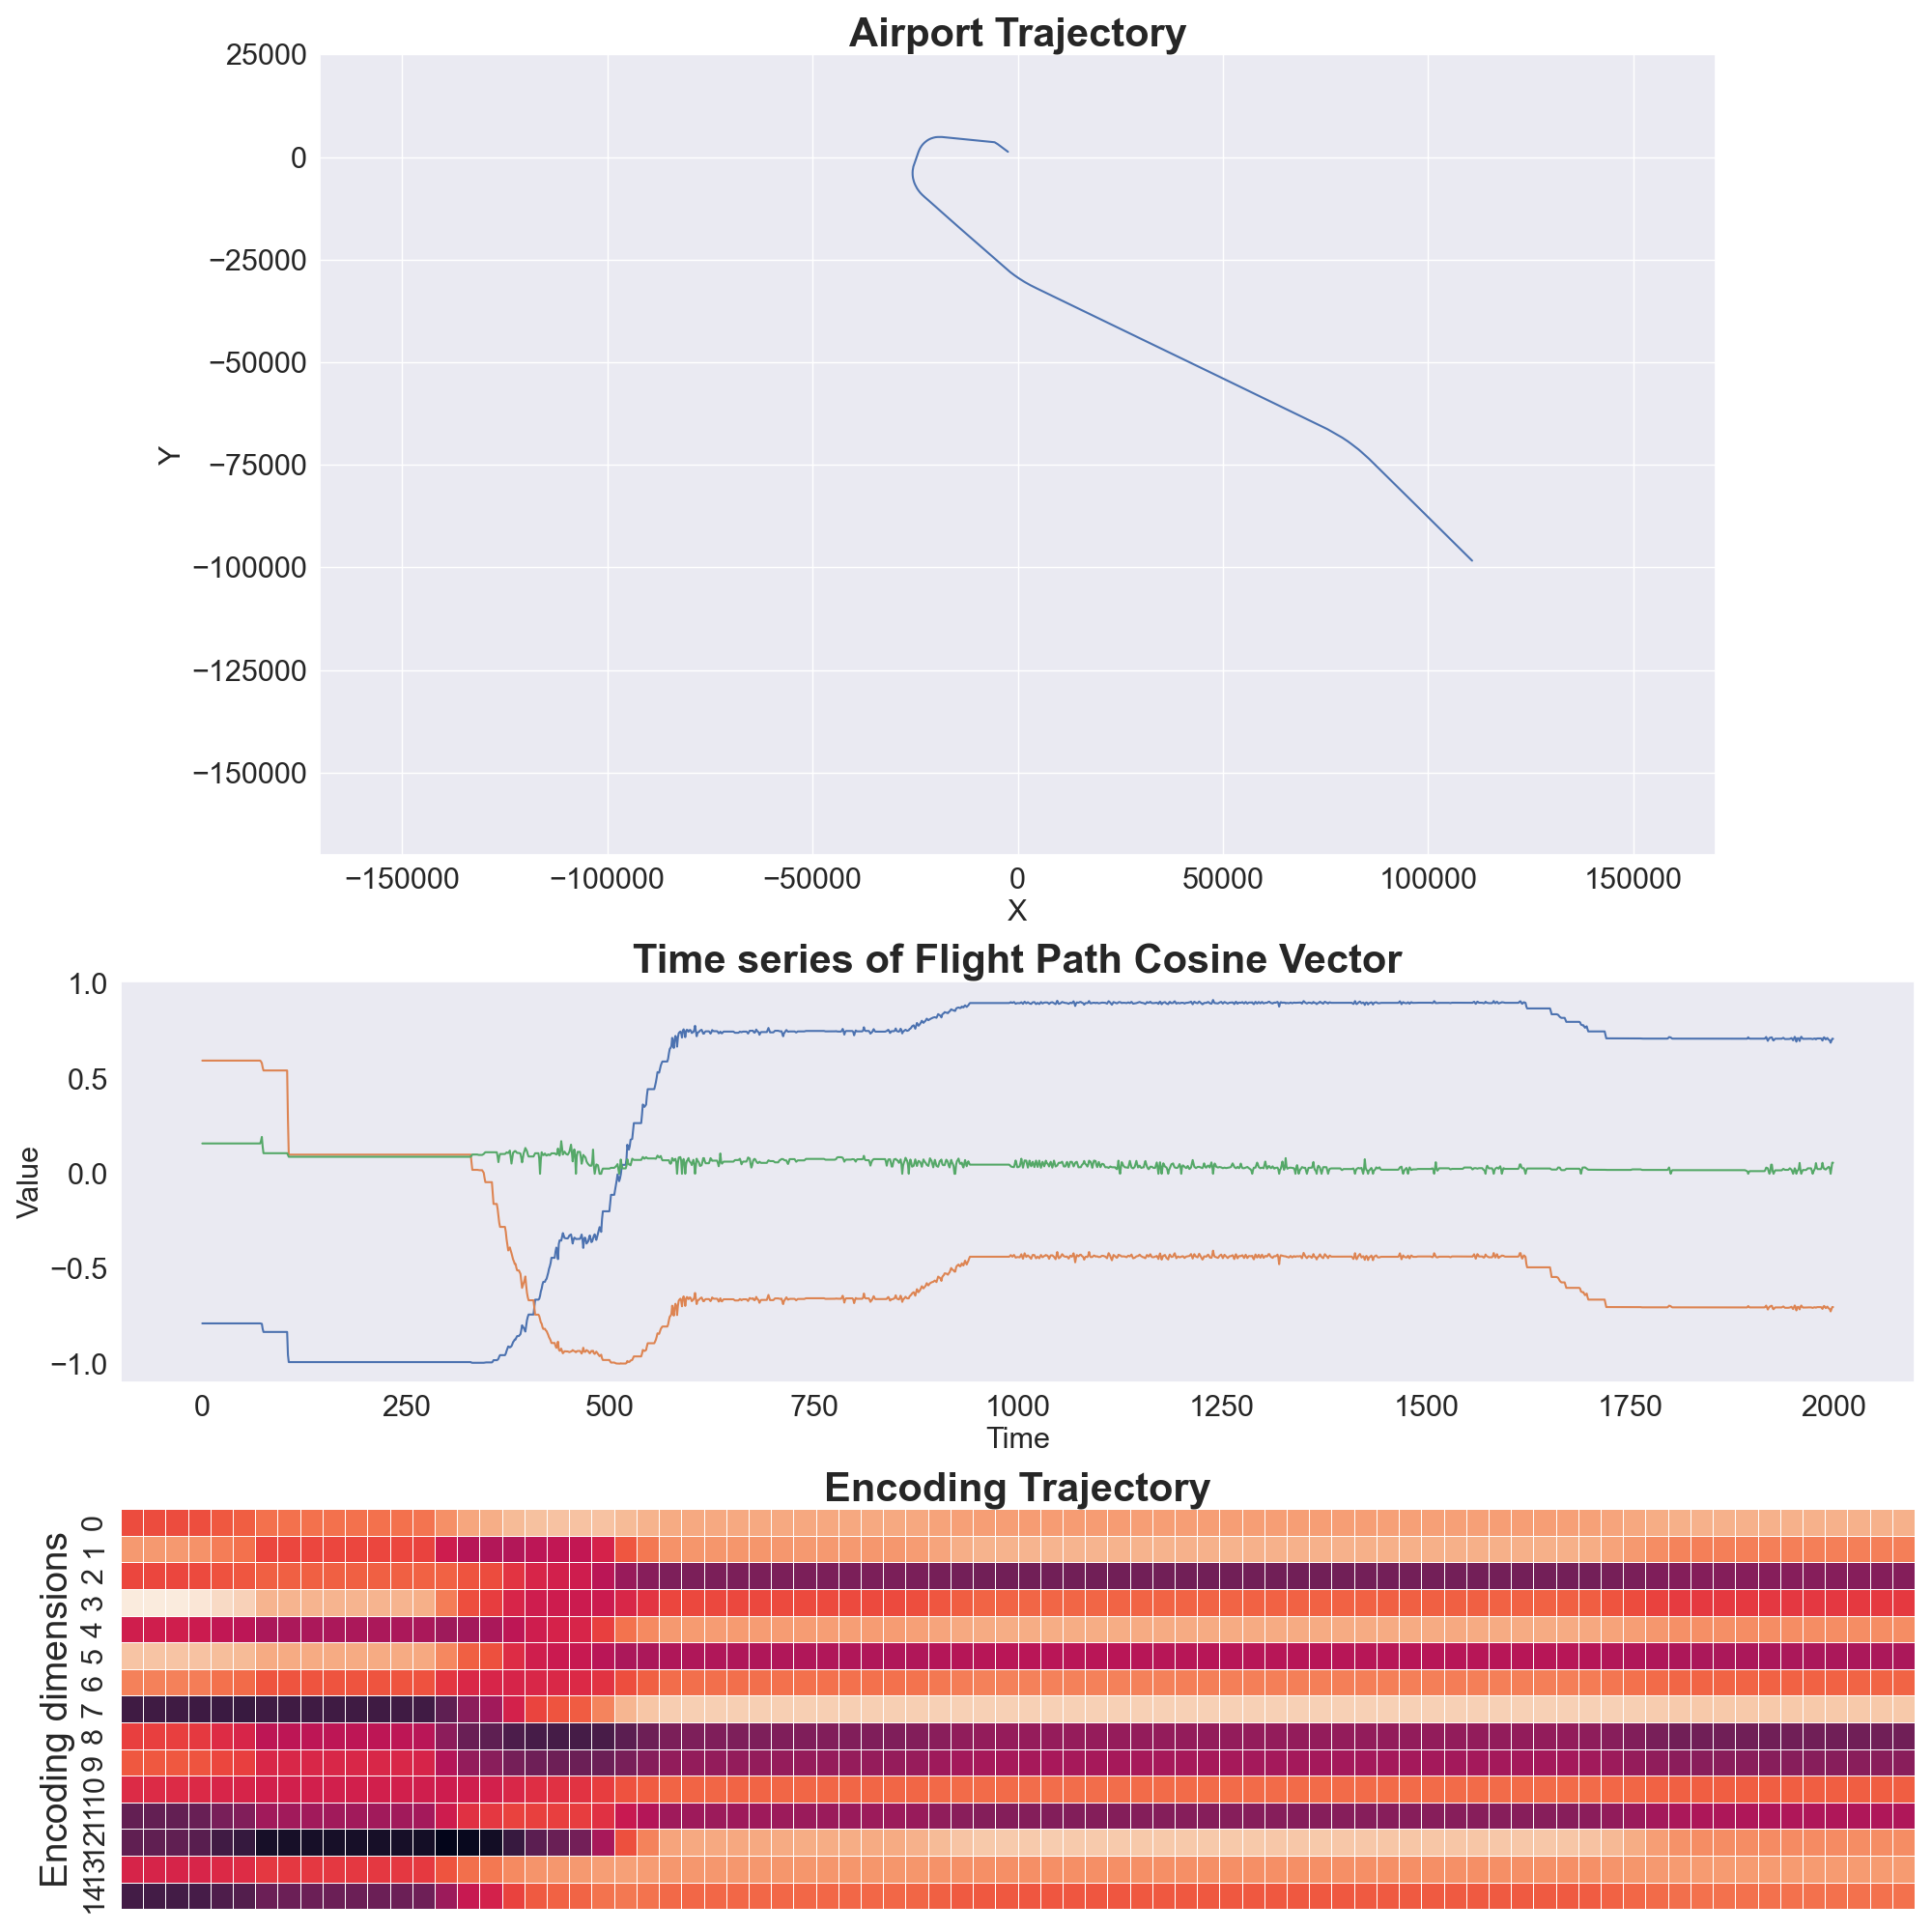 Airport Trajectory
25000
0
−25000
−50000
−75000
−100000
−125000
−150000
Y
−150000 −100000 −50000 0 50000 100000 150000
X
Time series of Flight Path Cosine Vector
1.0
0.5
0.0
−0.5
−1.0
Value
0 250 500 750 1000 1250 1500 1750 2000
Time
Encoding Trajectory
Encoding dimensions
0
1
2
3
4
5
6
7
8
9
10
11
12
13
14